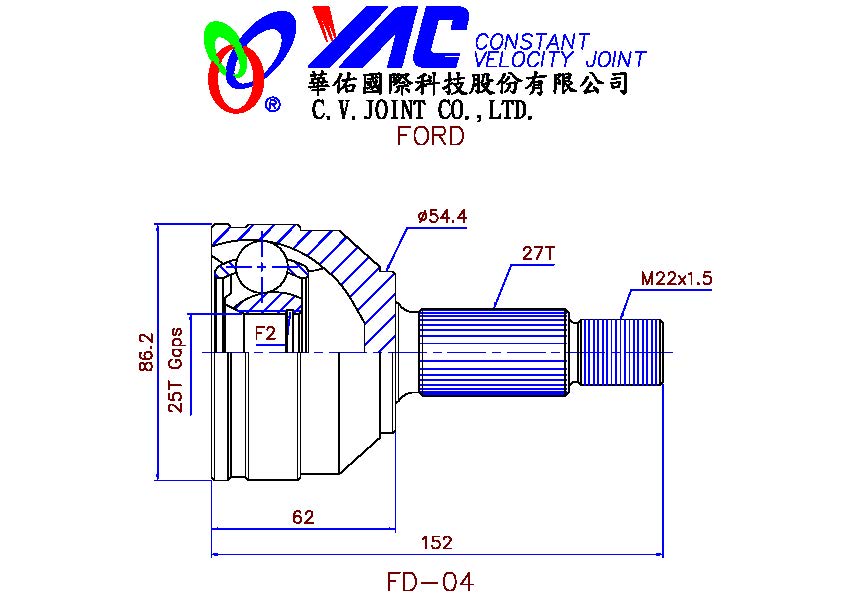 YAC CONSTANT
VELOCITY JOINT
®
華佑國際科技股份有限公司
C.V.JOINT CO.,LTD.
FORD
ø54.4
27T
M22x1.5
86.2
25T Gaps
F2
62
152
FD-04